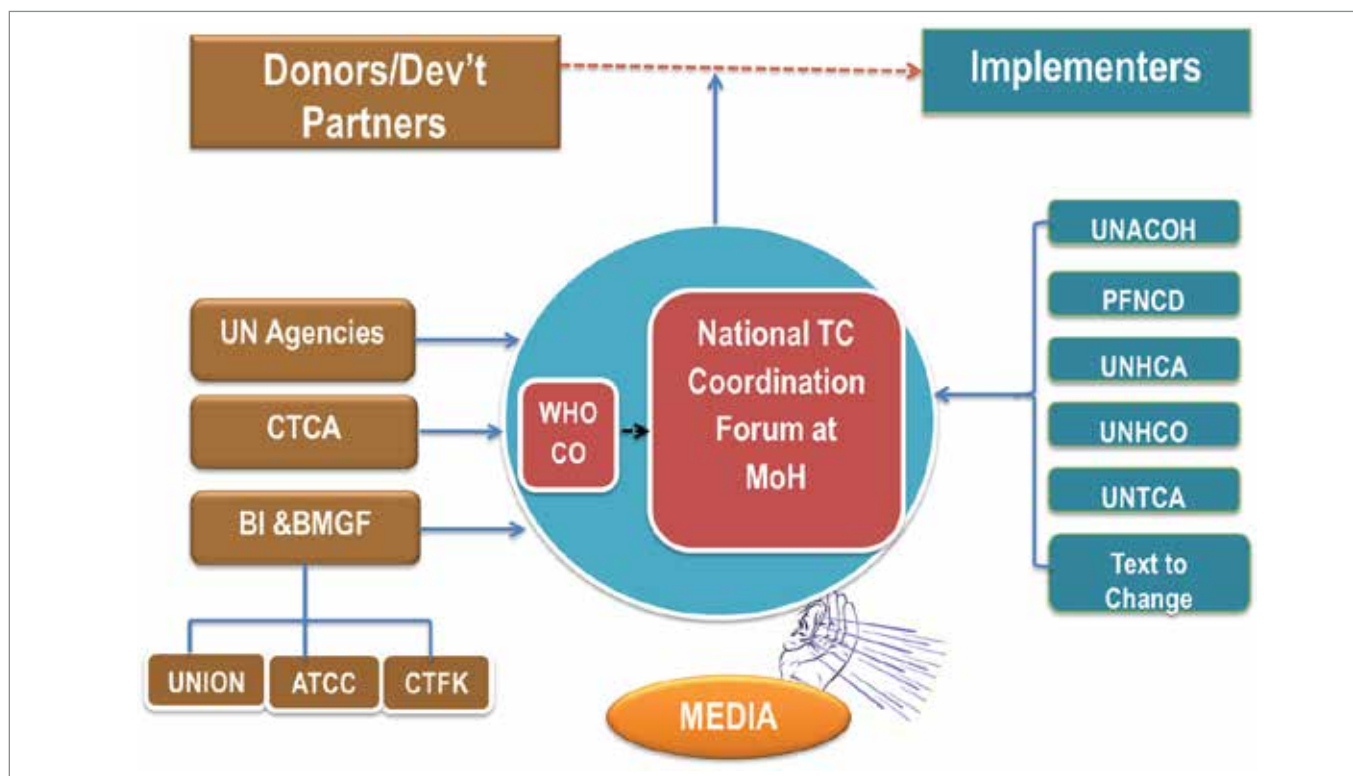 Donors/Dev't
Partners
Implementers
UN Agencies
CTCA
BI &BMGF
UNION
ATCC
CTFK
WHO
CO
National TC
Coordination
Forum at
MoH
MEDIA
UNACOH
PFNCD
UNHCA
UNHCO
UNTCA
Text to
Change